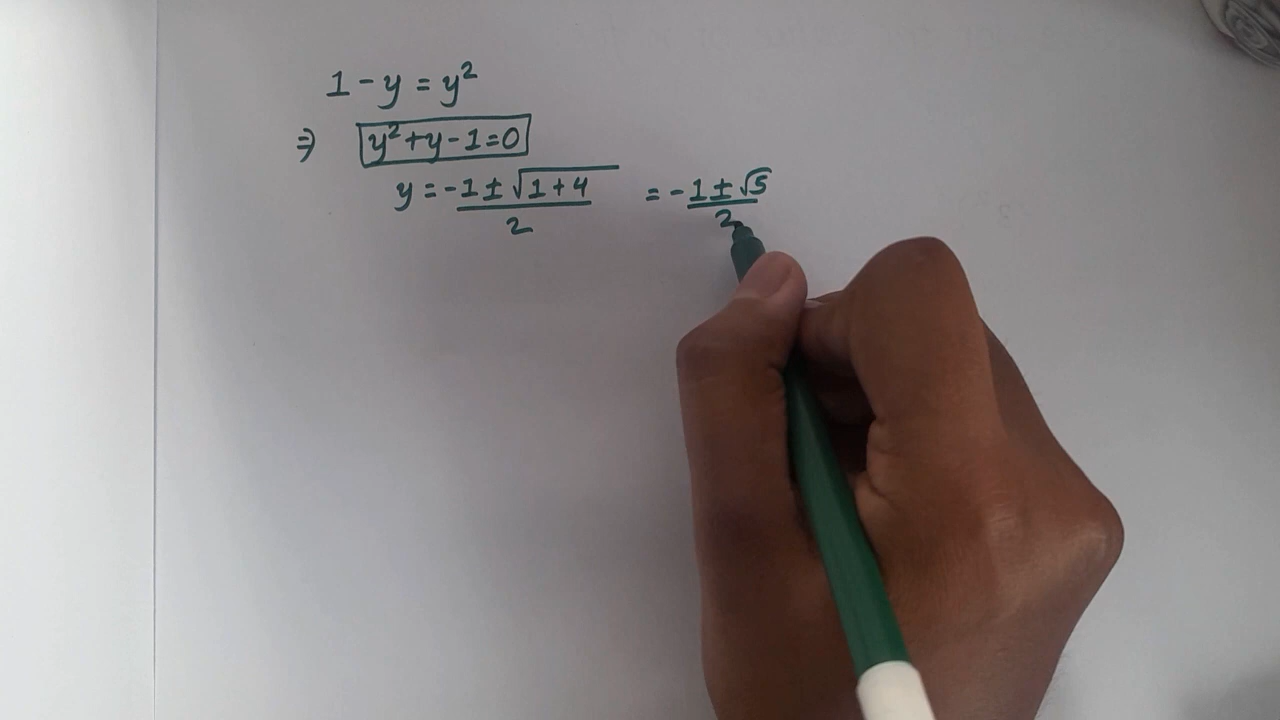 1 - y = y²
⇒ y² + y - 1 = 0
y = -1 ± √1 + 4 / 2 = -1 ± √5 / 2